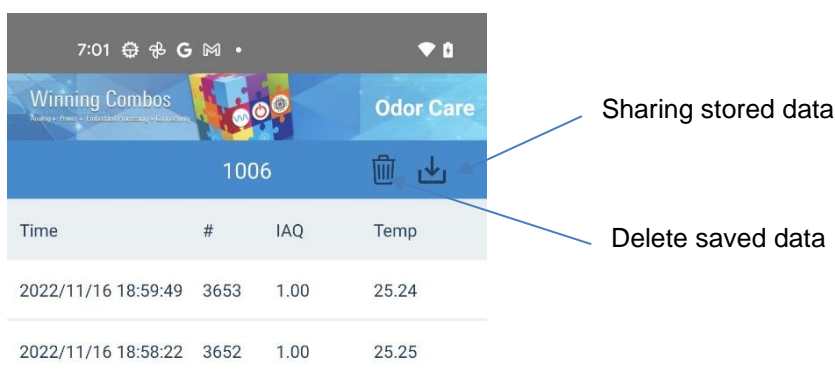 7:01 G M
Winning Combos
Analog + Power + Embedded Processing + Connectivity
Odor Care
Sharing stored data
1006
Delete saved data
Time # IAQ Temp
2022/11/16 18:59:49 3653 1.00 25.24
2022/11/16 18:58:22 3652 1.00 25.25